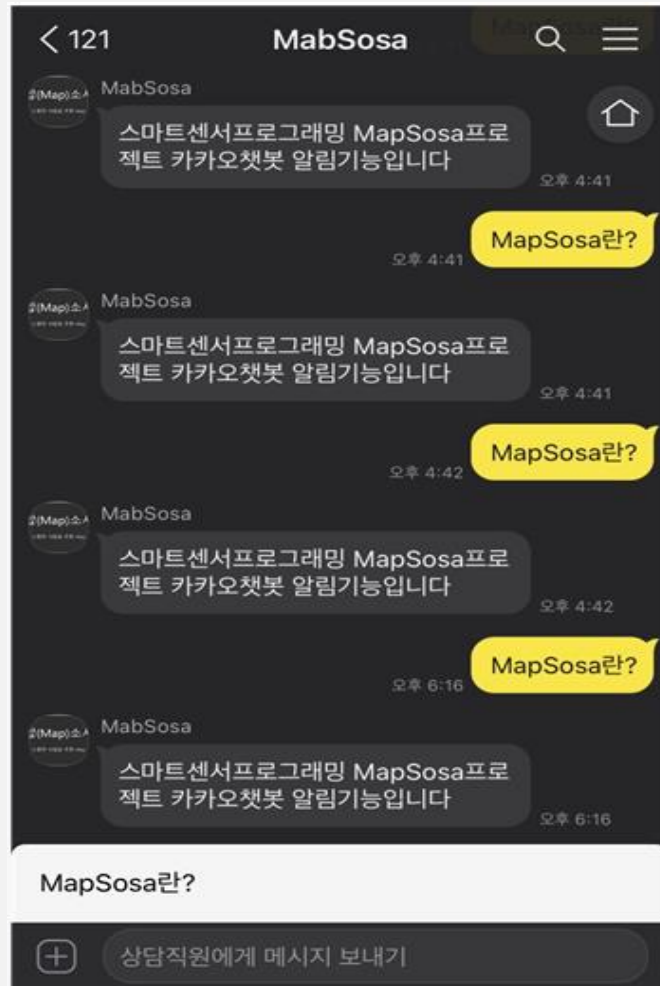 121
MabSosa
MabSosa
스마트센서프로그래밍 MapSosa프로
젝트 카카오챗봇 알림기능입니다
오후 4:41
MapSosa란?
오후 4:41
(Map)소
MabSosa
스마트센서프로그래밍 MapSosa프로
젝트 카카오챗봇 알림기능입니다
오후 4:41
MapSosa란?
오후 4:42
(Map)소
MabSosa
스마트센서프로그래밍 MapSosa프로
젝트 카카오챗봇 알림기능입니다
오후 4:42
MapSosa란?
오후 6:16
(Map)소
MabSosa
스마트센서프로그래밍 MapSosa프로
젝트 카카오챗봇 알림기능입니다
오후 6:16
MapSosa란?
상담직원에게 메시지 보내기